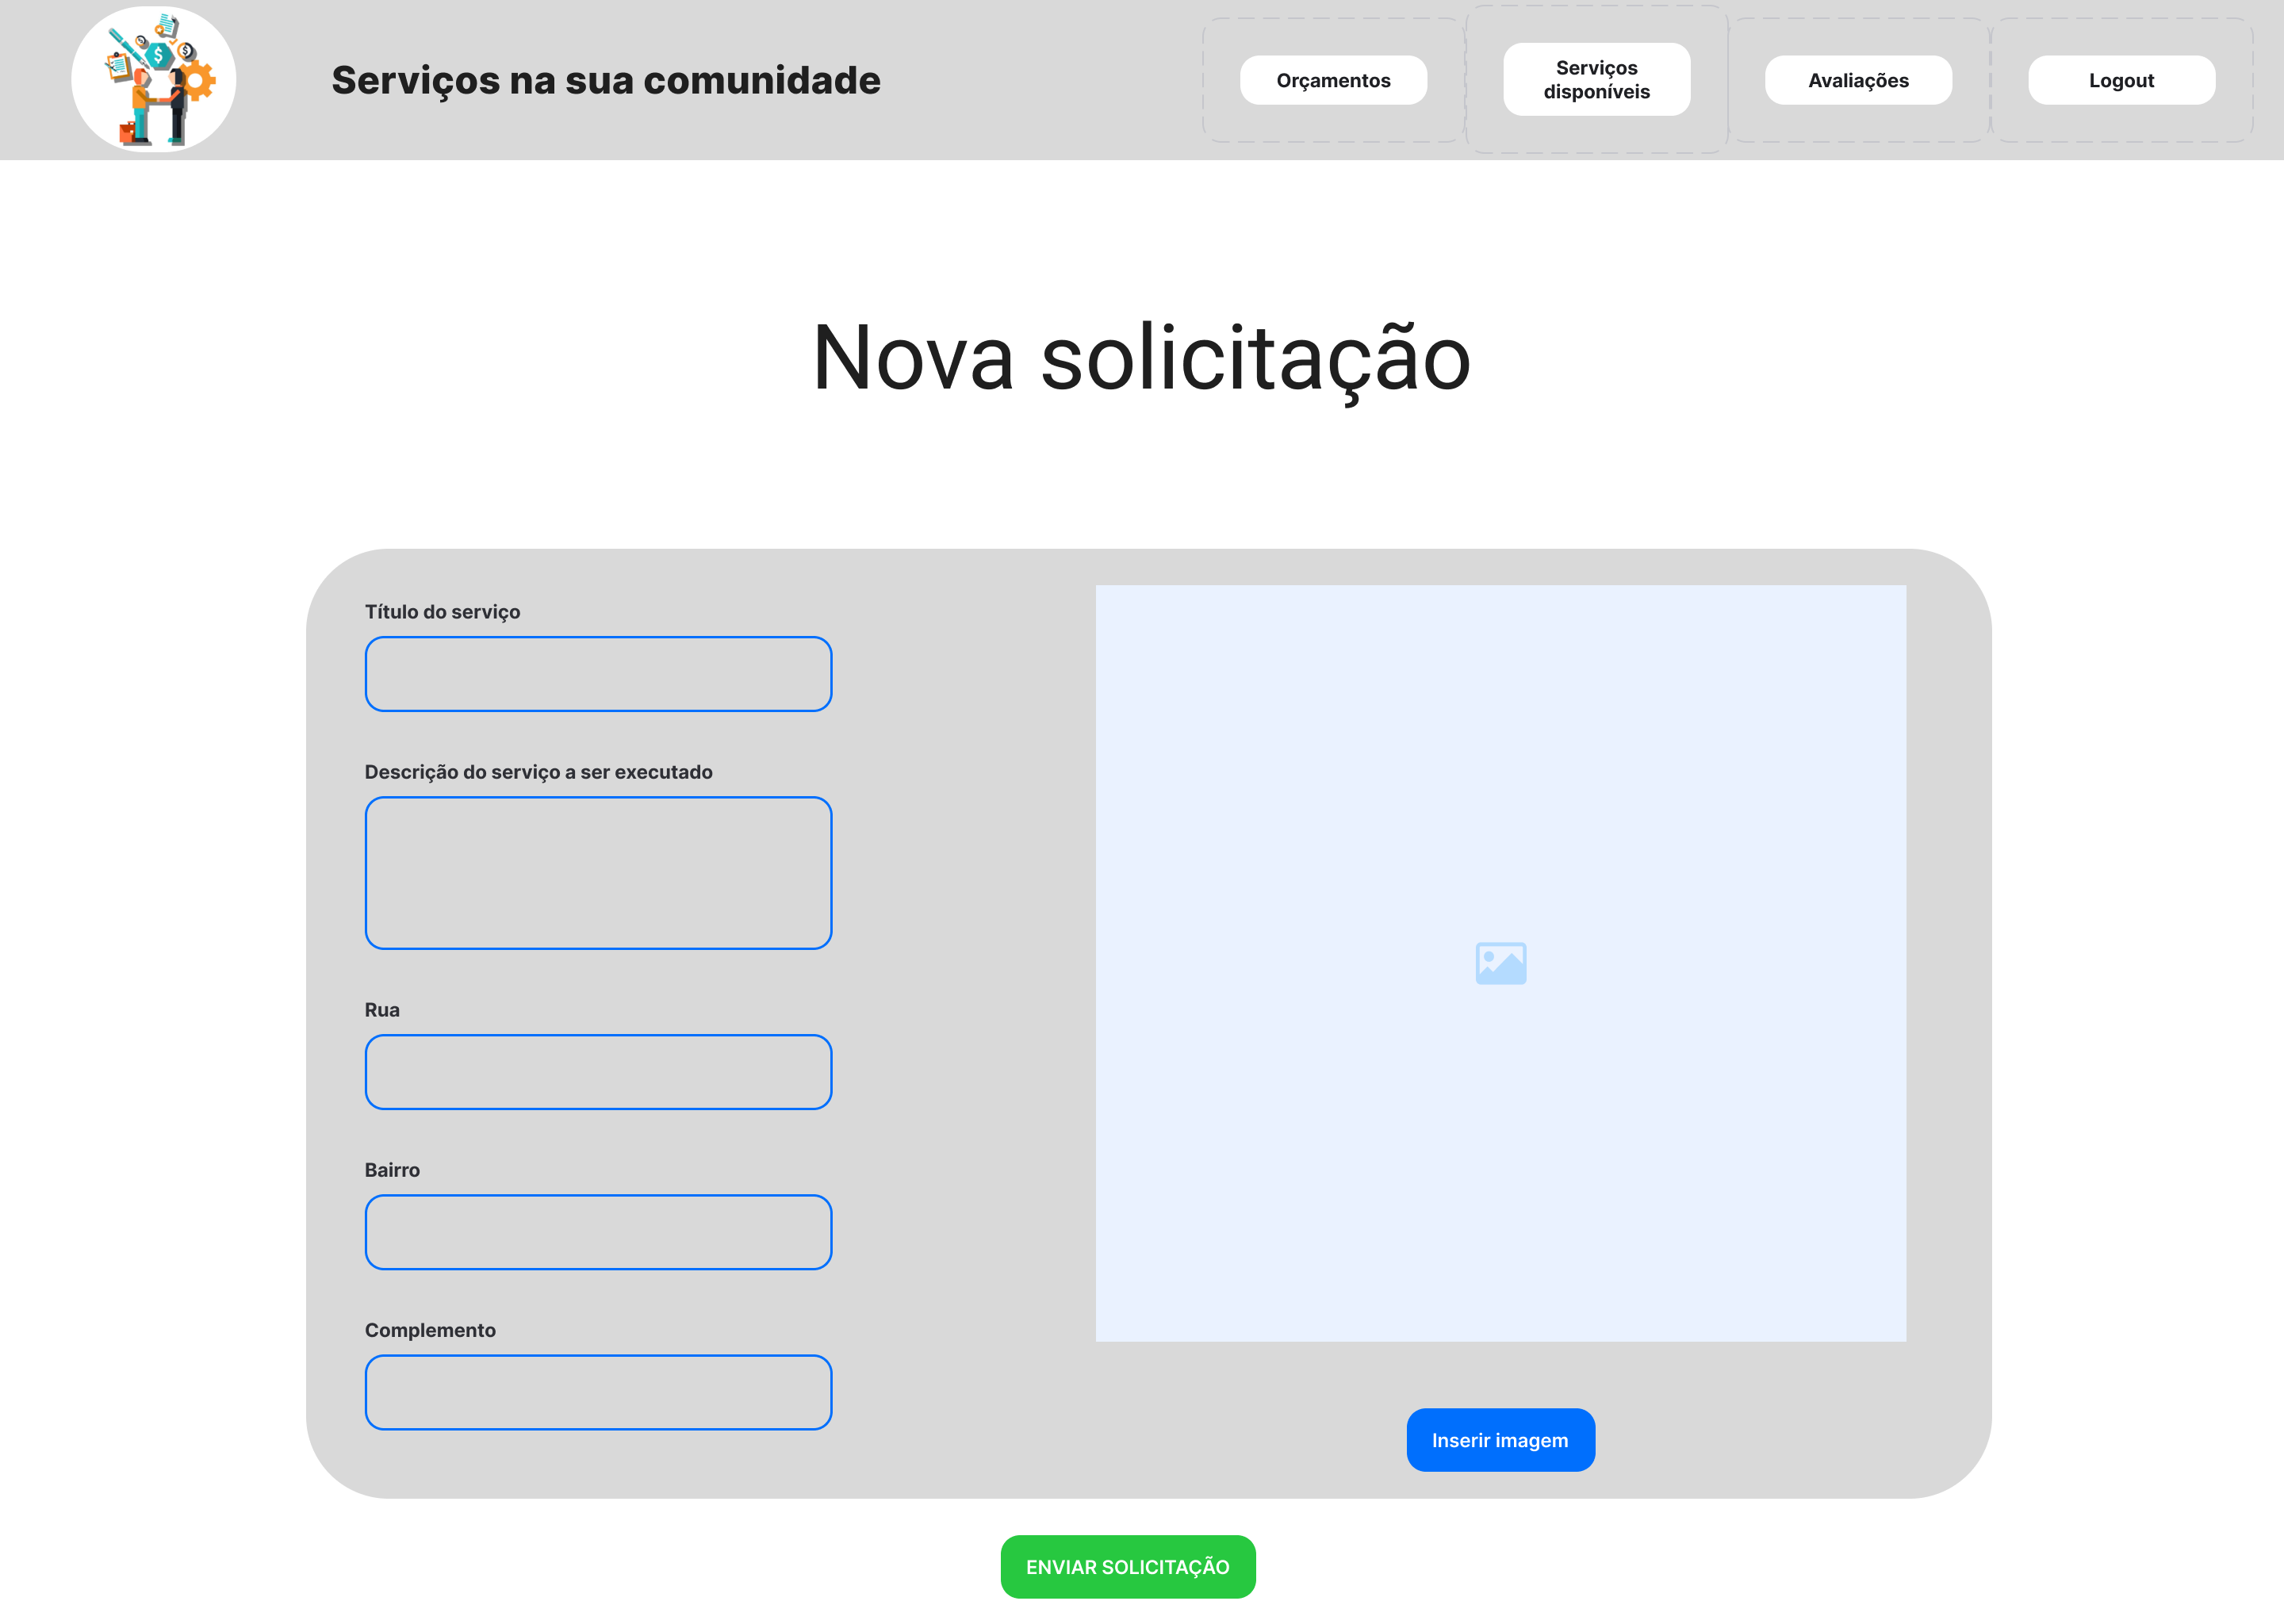 Serviços na sua comunidade
Orçamentos
Serviços
disponíveis
Avaliações
Logout
Nova solicitação
Título do serviço
Descrição do serviço a ser executado
Rua
Bairro
Complemento
Inserir imagem
ENVIAR SOLICITAÇÃO